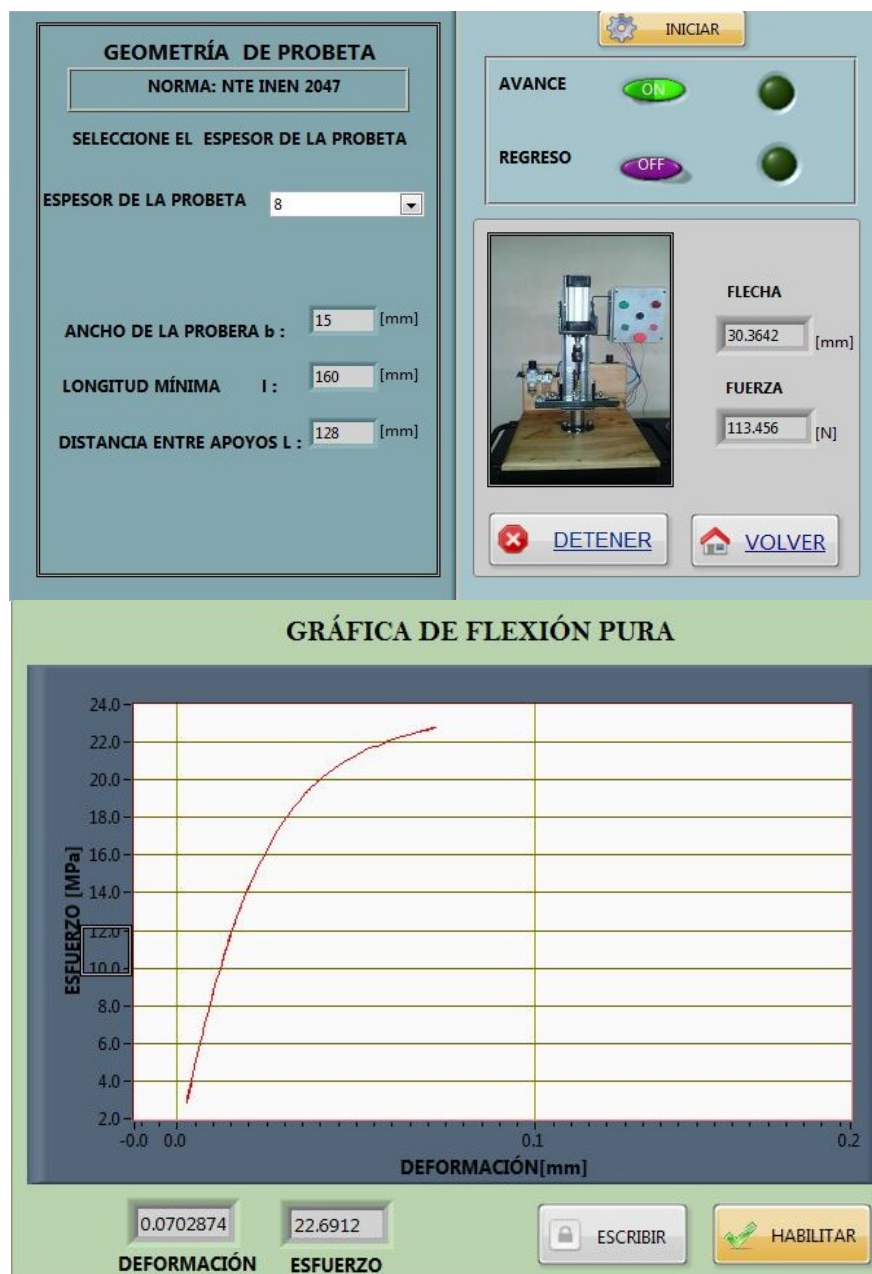 GEOMETRÍA DE PROBETA
NORMA: NTE INEN 2047
SELECCIONE EL ESPESOR DE LA PROBETA
ESPESOR DE LA PROBETA 8
ANCHO DE LA PROBERA b : 15 [mm]
LONGITUD MÍNIMA l : 160 [mm]
DISTANCIA ENTRE APOYOS L : 128 [mm]
INICIAR
AVANCE ON
REGRESO OFF
FLECHA
30.3642 [mm]
FUERZA
113.456 [N]
DETENER VOLVER
GRÁFICA DE FLEXIÓN PURA
24.0
22.0
20.0
18.0
16.0
14.0
12.0
10.0
8.0
6.0
4.0
2.0
ESFUERZO [MPa]
-0.0 0.0 0.1 0.2
DEFORMACIÓN[mm]
0.0702874 22.6912
DEFORMACIÓN ESFUERZO
ESCRIBIR HABILITAR